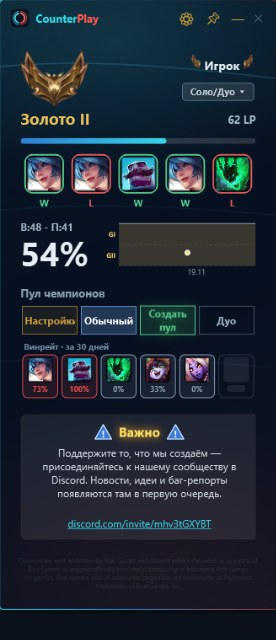 CounterPlay
Игрок
Соло/Дуо
Золото II
62 LP
W L W W L
В:48 - П:41
54%
GI
GII
19.11
Пул чемпионов
Настройки Обычный Создать пул Дуо
Винрейт - за 30 дней
73% 100% 0% 33% 0%
Важно
Поддержите то, что мы создаём —
присоединяйтесь к нашему сообществу в
Discord. Новости, идеи и баг-репорты
появляются там в первую очередь.
discord.com/invite/mhv3tGXYBT